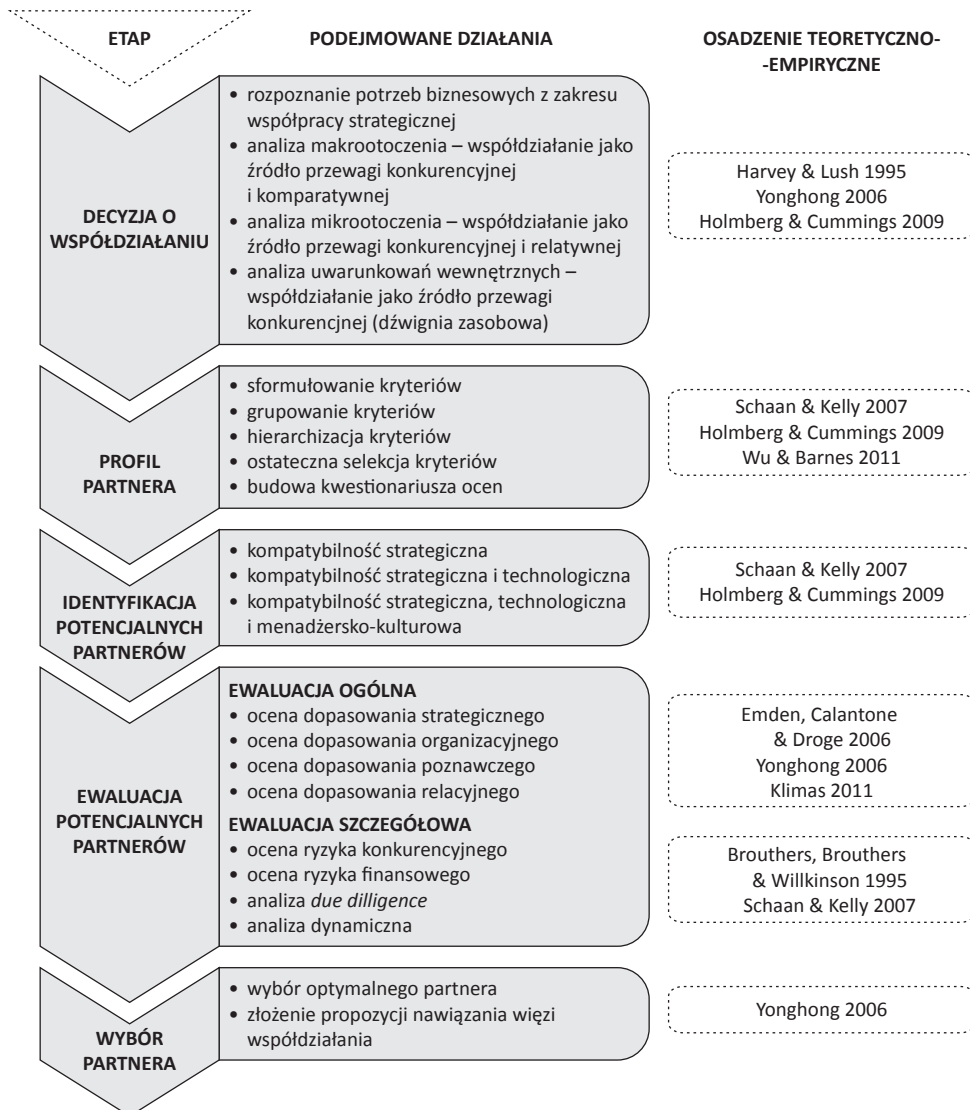 ETAP
PODEJMOWANE DZIAŁANIA
OSADZENIE TEORETYCZNO-
-EMPIRYCZNE
DECYZJA O
WSPÓŁDZIAŁANIU
• rozpoznanie potrzeb biznesowych z zakresu
współpracy strategicznej
• analiza makrootoczenia – współdziałanie jako
źródło przewagi konkurencyjnej
i komparatywnej
• analiza mikrootoczenia – współdziałanie jako
źródło przewagi konkurencyjnej i relatywnej
• analiza uwarunkowań wewnętrznych –
współdziałanie jako źródło przewagi
konkurencjnej (dźwignia zasobowa)
Harvey & Lush 1995
Yonghong 2006
Holmberg & Cummings 2009
PROFIL
PARTNERA
• sformułowanie kryteriów
• grupowanie kryteriów
• hierarchizacja kryteriów
• ostateczna selekcja kryteriów
• budowa kwestionariusza ocen
Schaan & Kelly 2007
Holmberg & Cummings 2009
Wu & Barnes 2011
IDENTYFIKACJA
POTENCJALNYCH
PARTNERÓW
• kompatybilność strategiczna
• kompatybilność strategiczna i technologiczna
• kompatybilność strategiczna, technologiczna
i menadżersko-kulturowa
Schaan & Kelly 2007
Holmberg & Cummings 2009
EWALUACJA
POTENCJALNYCH
PARTNERÓW
EWALUACJA OGÓLNA
• ocena dopasowania strategicznego
• ocena dopasowania organizacyjnego
• ocena dopasowania poznawczego
• ocena dopasowania relacyjnego
EWALUACJA SZCZEGÓŁOWA
• ocena ryzyka konkurencyjnego
• ocena ryzyka finansowego
• analiza due dilligence
• analiza dynamiczna
Emden, Calantone
& Droge 2006
Yonghong 2006
Klimas 2011
Brouthers, Brouthers
& Willkinson 1995
Schaan & Kelly 2007
WYBÓR
PARTNERA
• wybór optymalnego partnera
• złożenie propozycji nawiązania więzi
współdziałania
Yonghong 2006